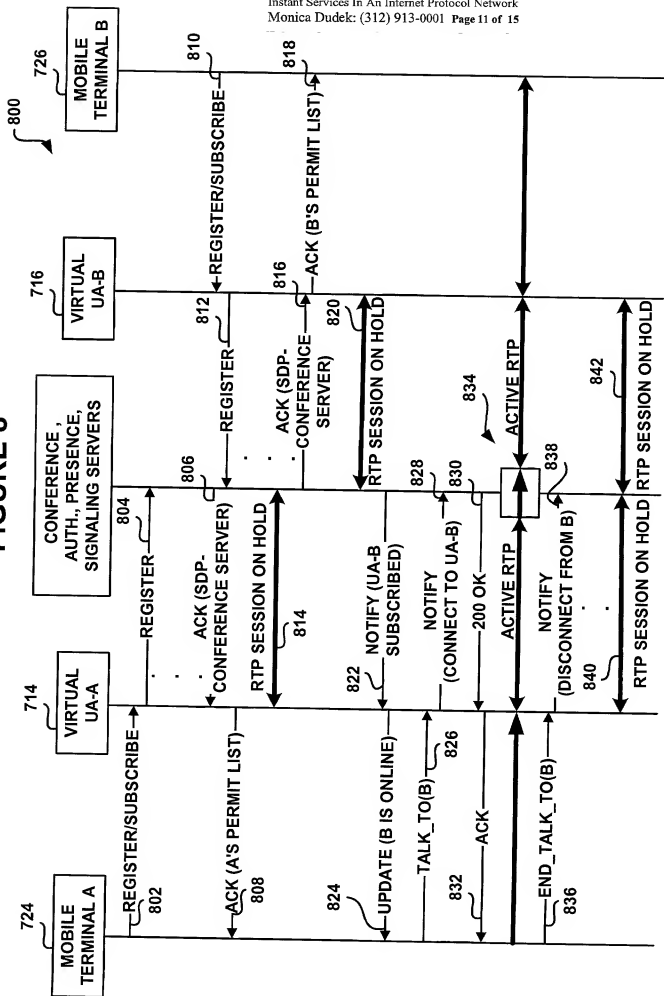 Instant Services In An Internet Protocol Network
Monica Dudek: (312) 913-0001 Page 11 of 15
800
724
MOBILE
TERMINAL A
714
VIRTUAL
UA-A
CONFERENCE,
AUTH., PRESENCE,
SIGNALING SERVERS
716
VIRTUAL
UA-B
726
MOBILE
TERMINAL B
REGISTER/SUBSCRIBE
802
REGISTER
804
806
ACK (SDP-
CONFERENCE SERVER)
ACK (A'S PERMIT LIST)
808
REGISTER/SUBSCRIBE
810
812
REGISTER
RTP SESSION ON HOLD
814
ACK (SDP-
CONFERENCE
SERVER)
816
ACK (B'S PERMIT LIST)
818
820
RTP SESSION ON HOLD
NOTIFY (UA-B
SUBSCRIBED)
822
824
UPDATE (B IS ONLINE)
TALK_TO(B)
826
NOTIFY
(CONNECT TO UA-B)
828
200 OK
830
832
ACK
ACTIVE RTP
834
ACTIVE RTP
END_TALK_TO(B)
836
NOTIFY
(DISCONNECT FROM B)
838
840
RTP SESSION ON HOLD
842
RTP SESSION ON HOLD